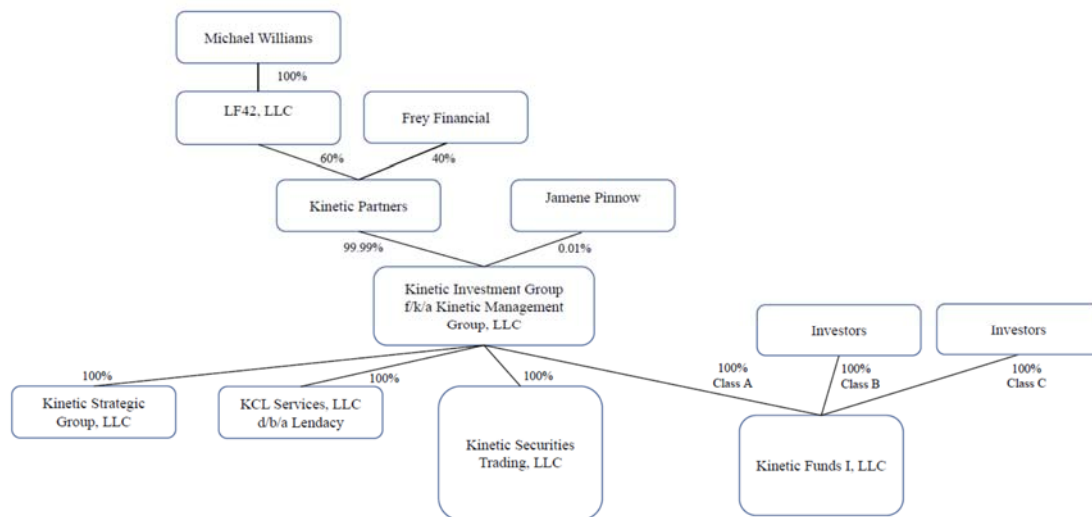 Michael Williams
100%
LF42, LLC
Frey Financial
60%
40%
Kinetic Partners
Jamene Pinnow
99.99%
0.01%
Kinetic Investment Group
f/k/a Kinetic Management
Group, LLC
Investors
Investors
100%
100%
100%
100%
Class A
100%
Class B
100%
Class C
Kinetic Strategic
Group, LLC
KCL Services, LLC
d/b/a Lendacy
Kinetic Securities
Trading, LLC
Kinetic Funds I, LLC